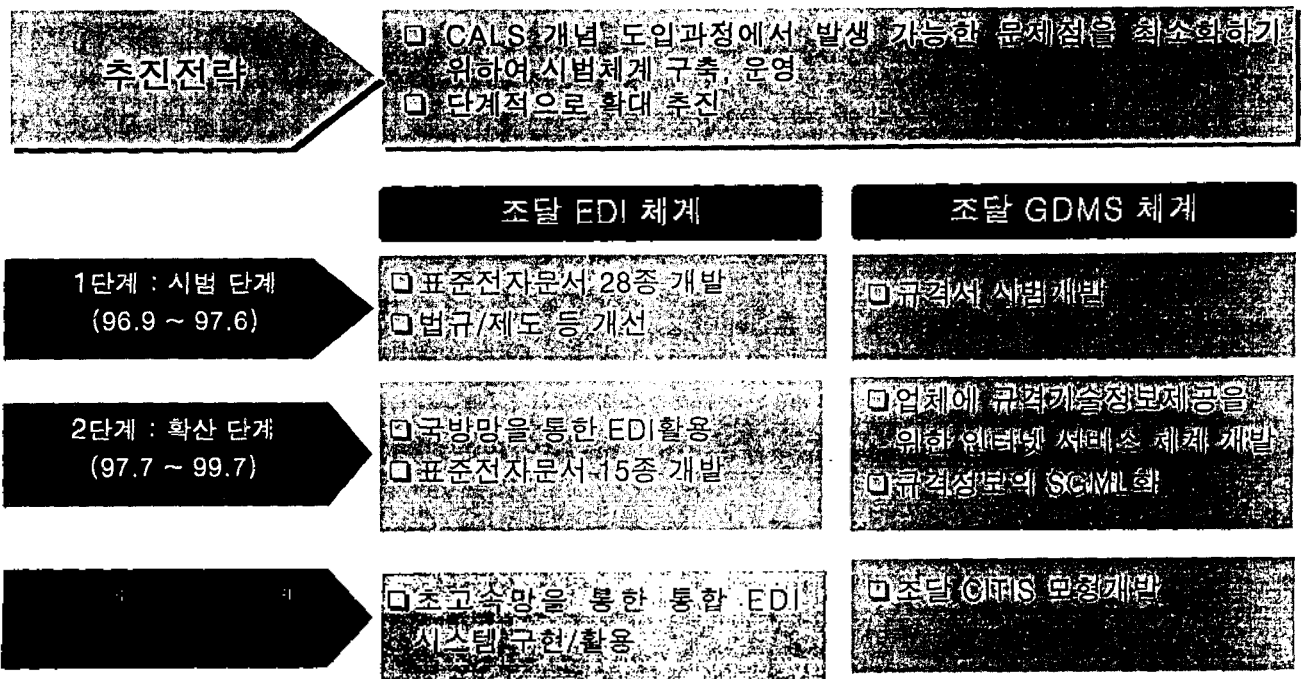 추진전략
❑ CALS 개념 도입과정에서 발생 가능한 문제점을 최소화하기
위하여 시범체계 구축, 운영
❑ 단계적으로 확대 추진
조달 EDI 체계
조달 GDMS 체계
1단계 : 시범 단계
(96.9 ~ 97.6)
❑ 표준전자문서 28종 개발
❑ 법규/제도 등 개선
❑ 규격서 시범개발
2단계 : 확산 단계
(97.7 ~ 99.7)
❑ 국방망을 통한 EDI활용
❑ 표준전자문서 15종 개발
❑ 업체에 규격기술정보제공을
위한 인터넷 서비스 체계 개발
❑ 규격정보의 SGML화
❑ 초고속망을 통한 통합 EDI
시스템 구현/활용
❑ 조달 CITIS 모형개발